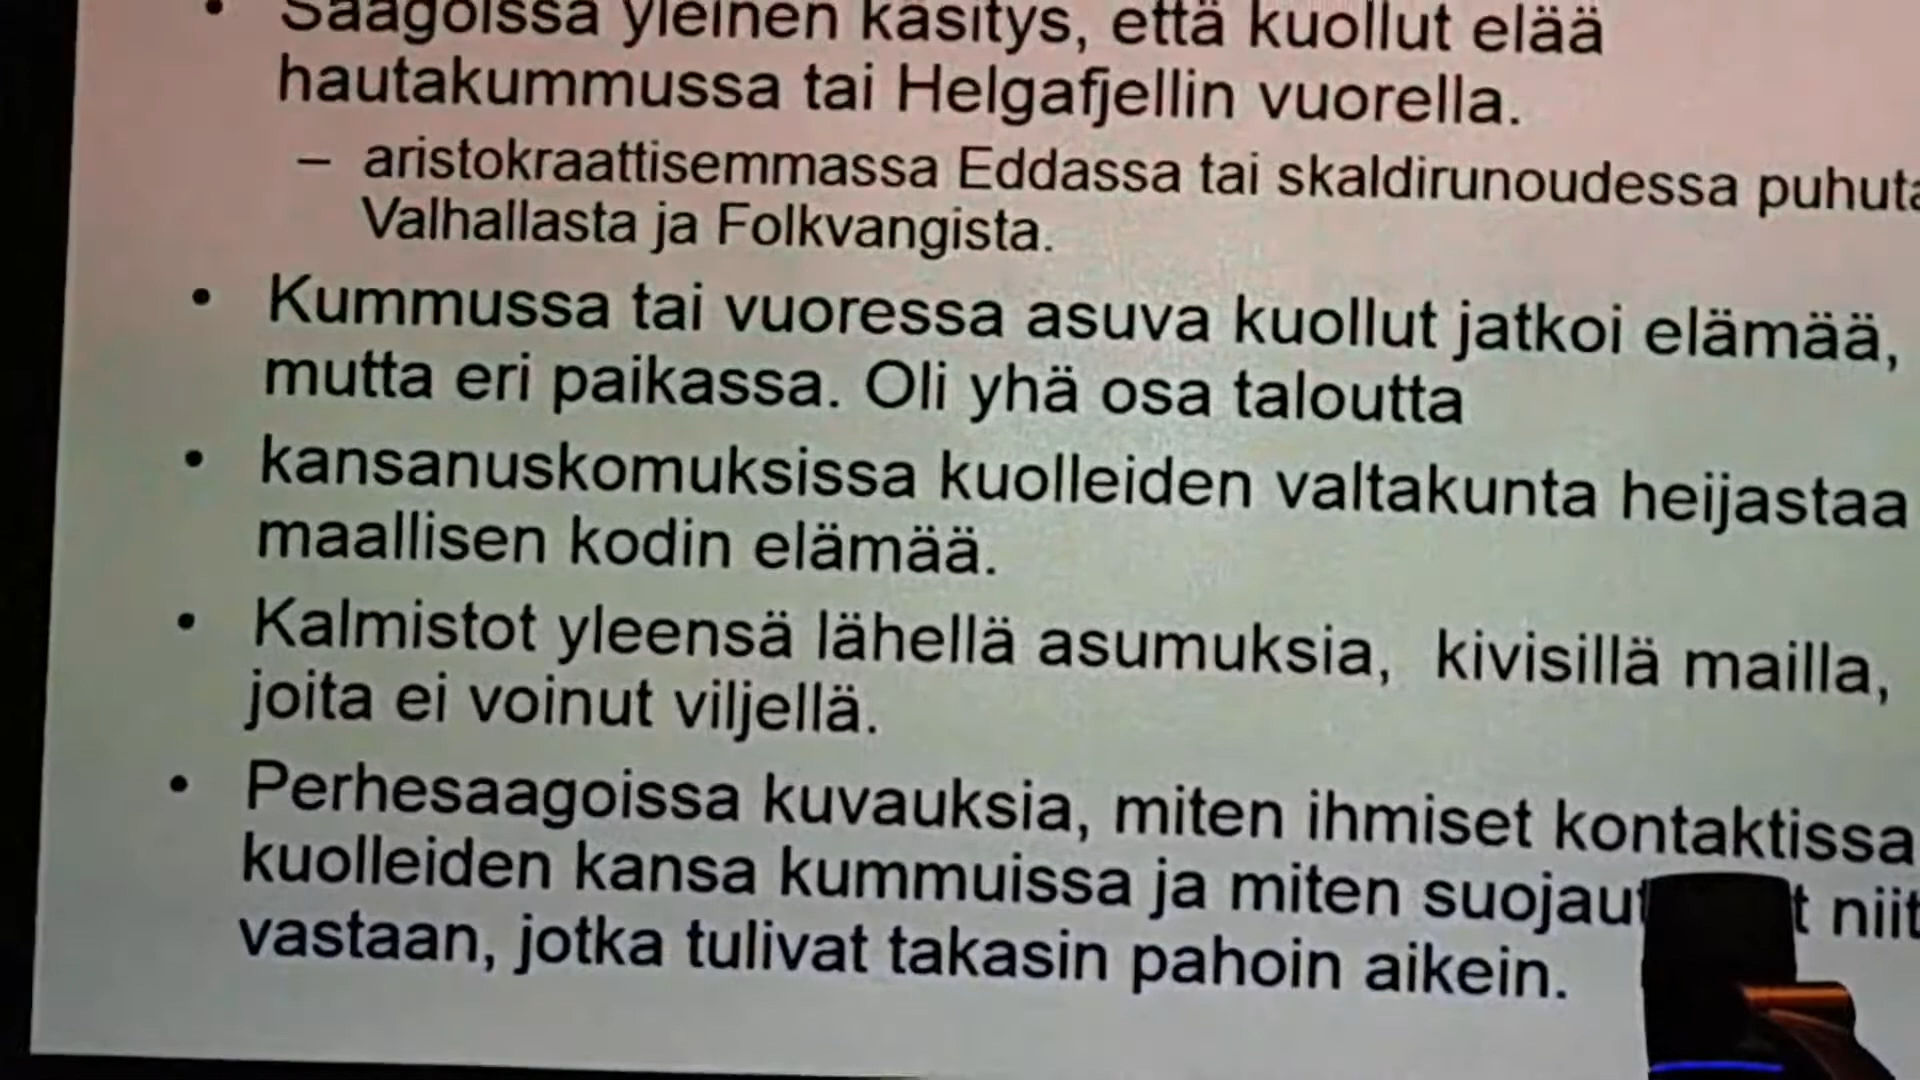 • Saagoissa yleinen käsitys, että kuollut elää
hautakummussa tai Helgafjellin vuorella.
– aristokraattisemmassa Eddassa tai skaldirunoudessa
Valhallasta ja Folkvangista.
• Kummussa tai vuoressa asuva kuollut jatkoi elämää,
mutta eri paikassa. Oli yhä osa taloutta
• kansanuskomuksissa kuolleiden valtakunta heijastaa
maallisen kodin elämää.
• Kalmistot yleensä lähellä asumuksia, kivisillä mailla,
joita ei voinut viljellä.
• Perhesaagoissa kuvauksia, miten ihmiset kontaktissa
kuolleiden kansa kummuissa ja miten
vastaan, jotka tulivat takasin pahoin aikein.